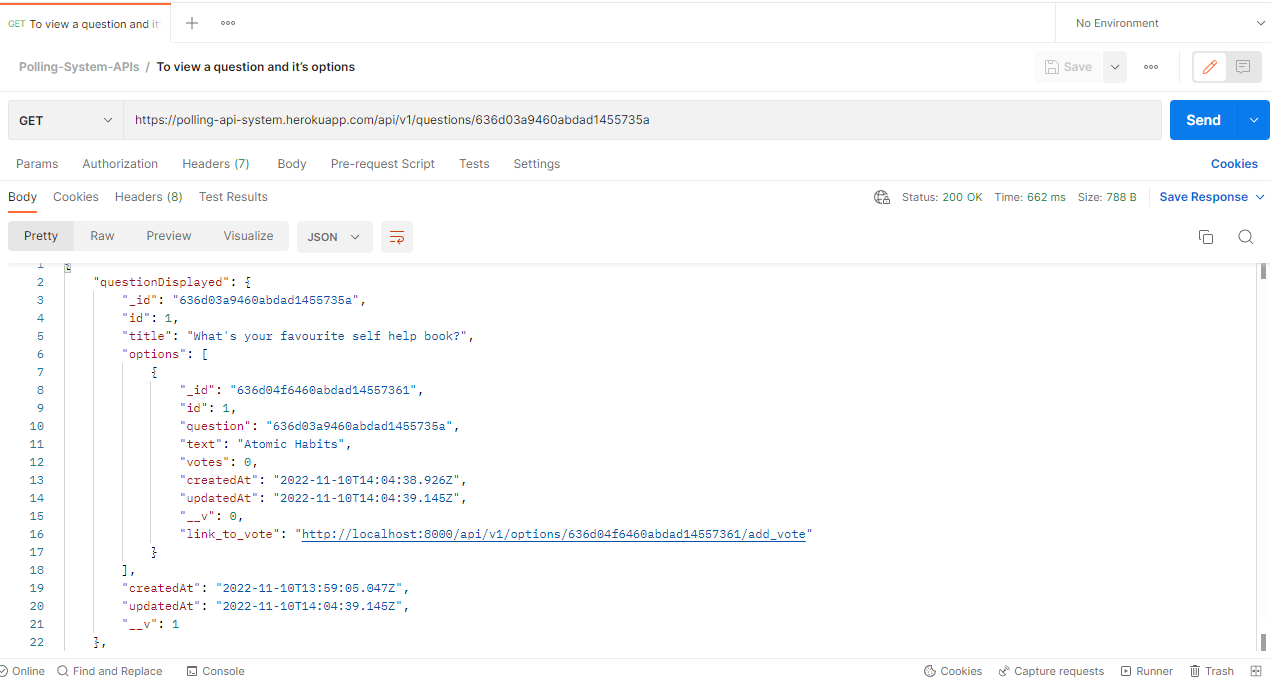 GET To view a question and it No Environment
Polling-System-APIs / To view a question and it's options Save
GET https://polling-api-system.herokuapp.com/api/v1/questions/636d03a9460abdad1455735a Send
Params Authorization Headers (7) Body Pre-request Script Tests Settings Cookies
Body Cookies Headers (8) Test Results Status: 200 OK Time: 662 ms Size: 788 B Save Response
Pretty Raw Preview Visualize JSON
1 {
2 "questionDisplayed": {
3 "_id": "636d03a9460abdad1455735a",
4 "id": 1,
5 "title": "What's your favourite self help book?",
6 "options": [
7 {
8 "_id": "636d04f6460abdad14557361",
9 "id": 1,
10 "question": "636d03a9460abdad1455735a",
11 "text": "Atomic Habits",
12 "votes": 0,
13 "createdAt": "2022-11-10T14:04:38.926Z",
14 "updatedAt": "2022-11-10T14:04:39.145Z",
15 "__v": 0,
16 "link_to_vote": "http://localhost:8000/api/v1/options/636d04f6460abdad14557361/add_vote"
17 }
18 ],
19 "createdAt": "2022-11-10T13:59:05.047Z",
20 "updatedAt": "2022-11-10T14:04:39.145Z",
21 "__v": 1
22 },
Online Find and Replace Console Cookies Capture requests Runner Trash